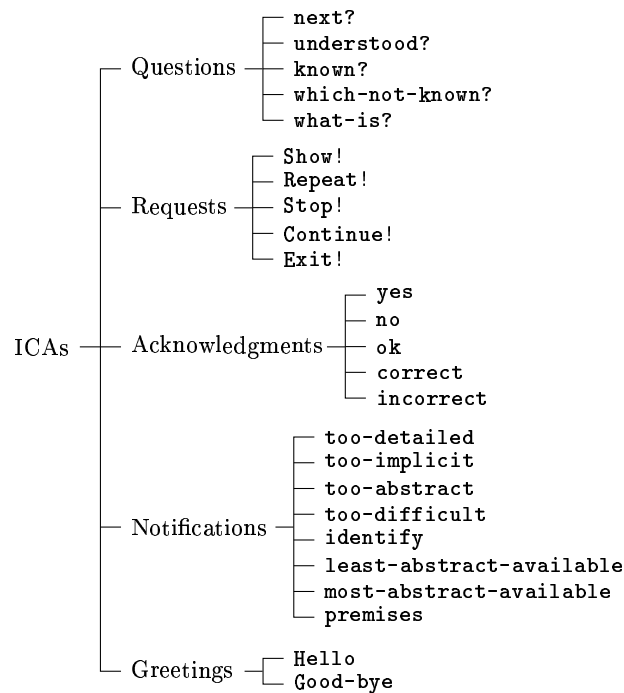 ICAs
Questions
next?
understood?
known?
which-not-known?
what-is?
Requests
Show!
Repeat!
Stop!
Continue!
Exit!
Acknowledgments
yes
no
ok
correct
incorrect
Notifications
too-detailed
too-implicit
too-abstract
too-difficult
identify
least-abstract-available
most-abstract-available
premises
Greetings
Hello
Good-bye